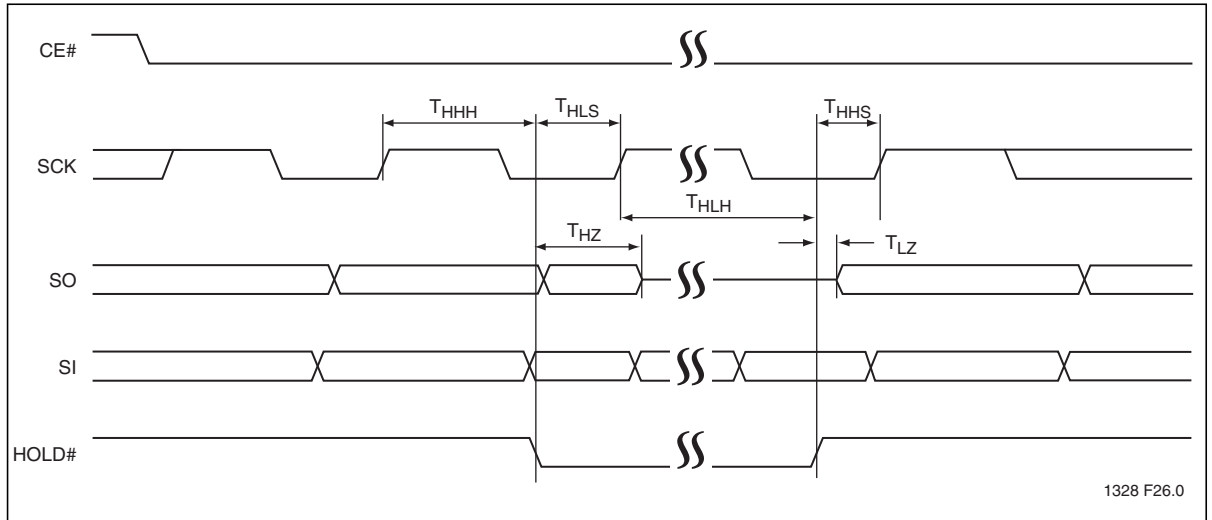 CE#
T_HHH T_HLS T_HHS
SCK
T_HLH
T_HZ T_LZ
SO
SI
HOLD#
1328 F26.0